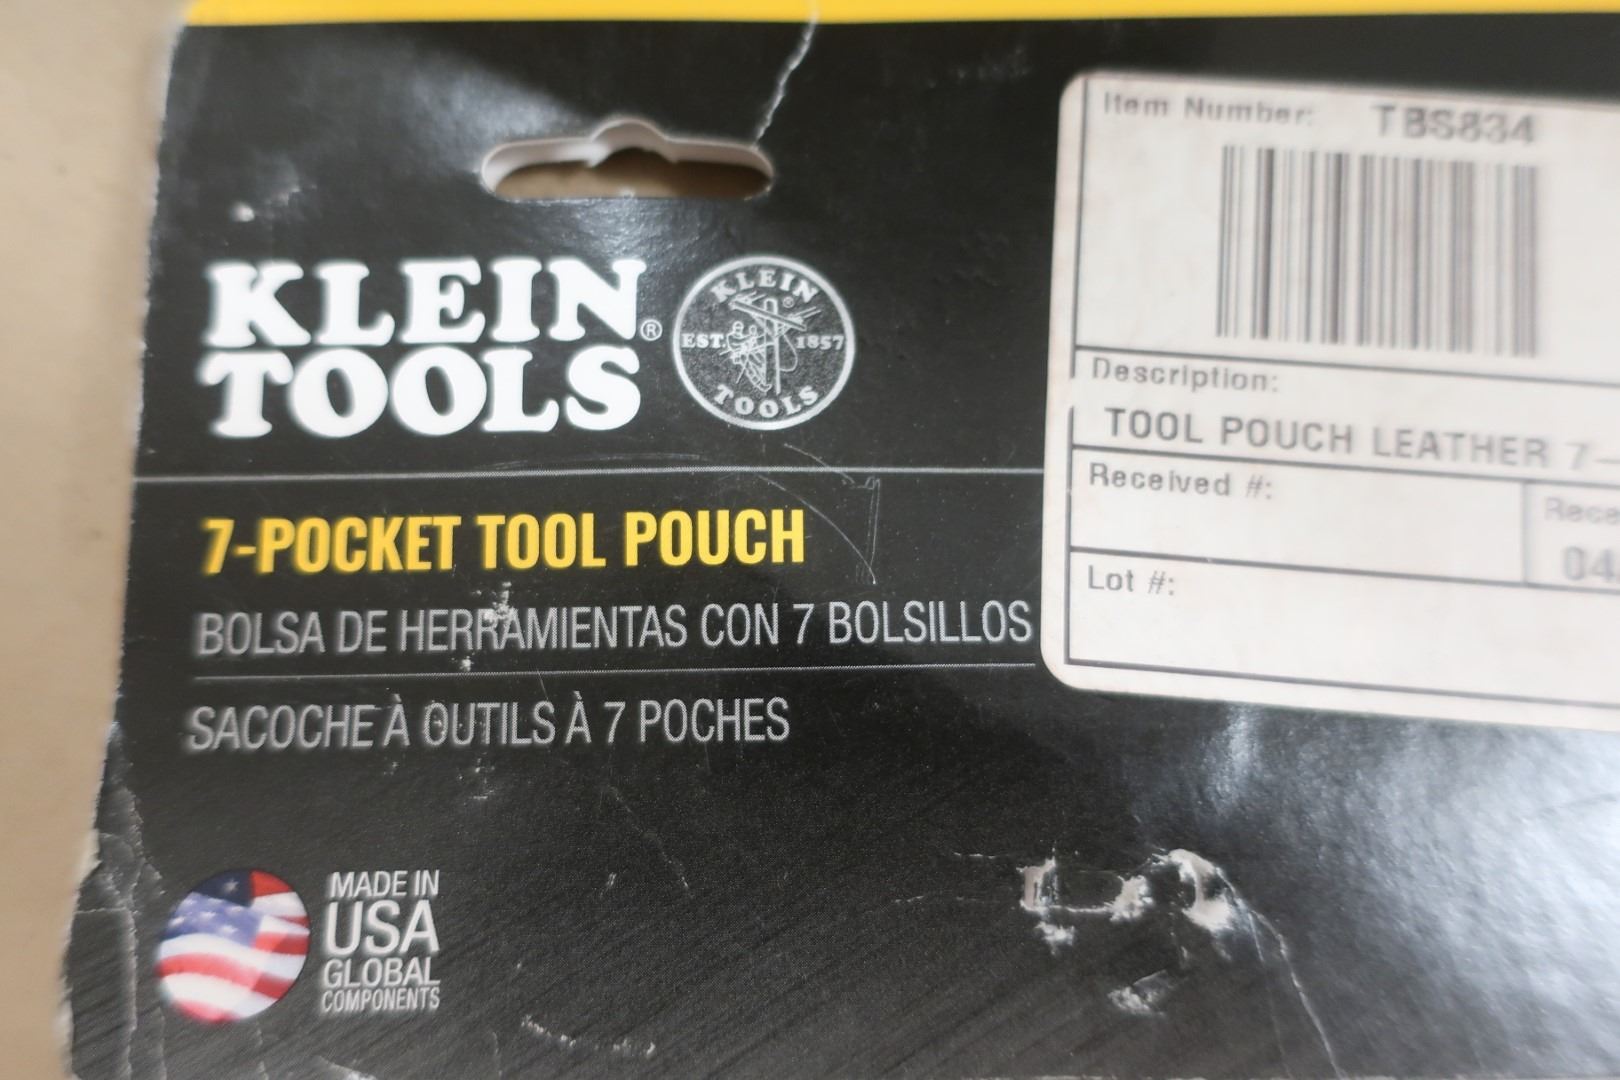 KLEIN
TOOLS®
KLEIN
®
EST. 1857
TOOLS
7-POCKET TOOL POUCH
BOLSA DE HERRAMIENTAS CON 7 BOLSILLOS
SACOCHE À OUTILS À 7 POCHES
MADE IN
USA
GLOBAL
COMPONENTS
Item Number: TBS834
Description:
TOOL POUCH LEATHER 7-
Received #:
Lot #: